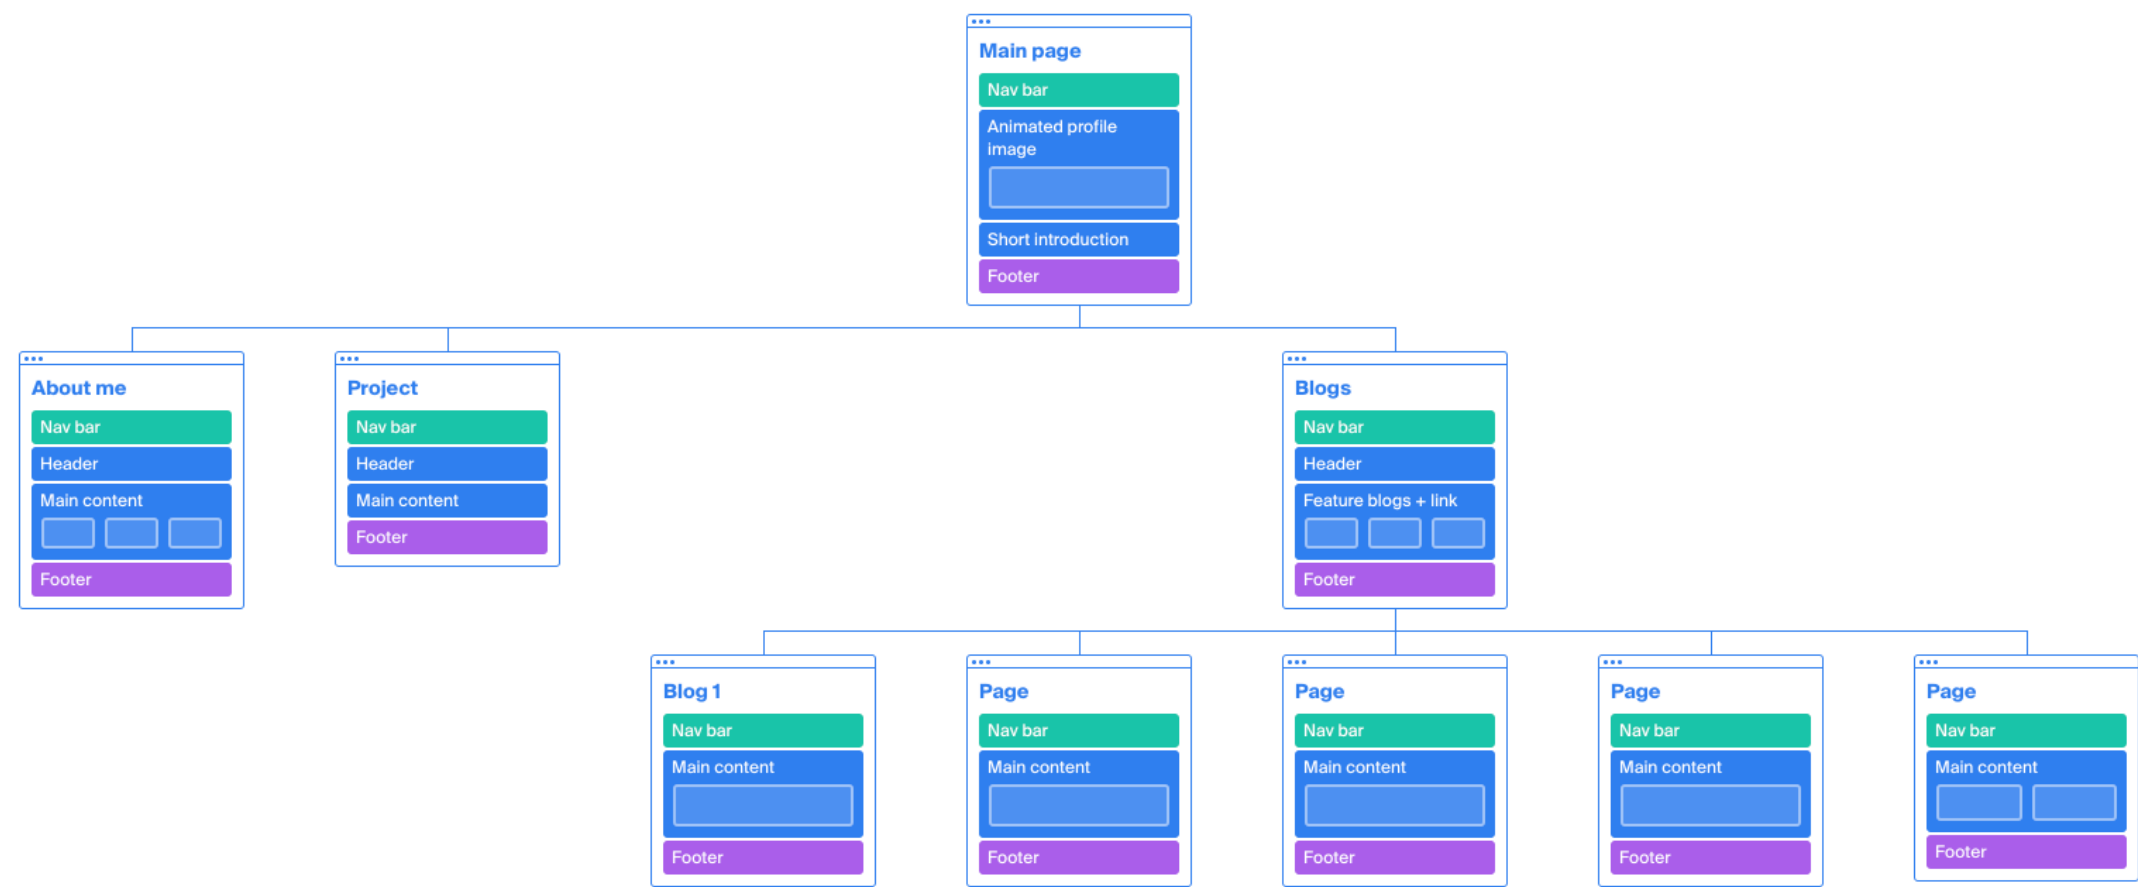 Main page
Nav bar
Animated profile
image
Short introduction
Footer
About me
Nav bar
Header
Main content
Footer
Project
Nav bar
Header
Main content
Footer
Blogs
Nav bar
Header
Feature blogs + link
Footer
Blog 1
Nav bar
Main content
Footer
Page
Nav bar
Main content
Footer
Page
Nav bar
Main content
Footer
Page
Nav bar
Main content
Footer
Page
Nav bar
Main content
Footer